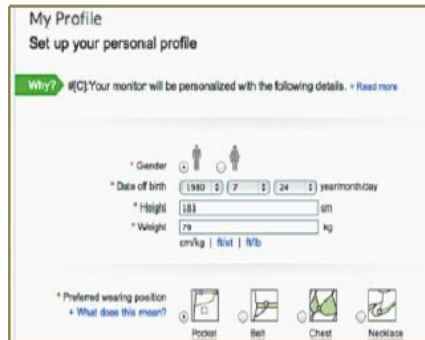 My Profile
Set up your personal profile
Why? #[C]:Your monitor will be personalized with the following details. + Read more
* Gender
* Date off birth 1980 7 24 year/month/day
* Height 183 cm
* Weight 79 kg
cm/kg | ft/st | ft/lb
* Preferred wearing position
+ What does this mean?
Pocket Belt Chest Necklace